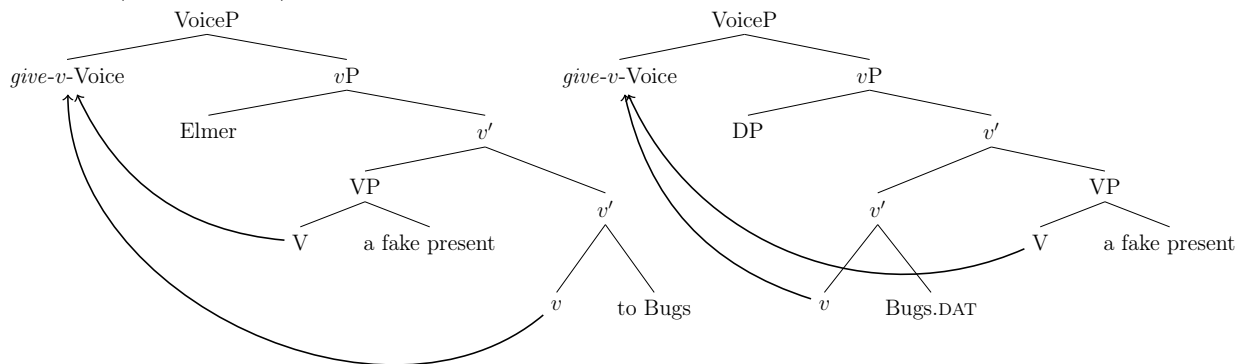 VoiceP VoiceP
give-v-Voice vP give-v-Voice vP
Elmer v′ DP v′
VP v′ v′ VP
V a fake present V a fake present
v to Bugs v Bugs.DAT